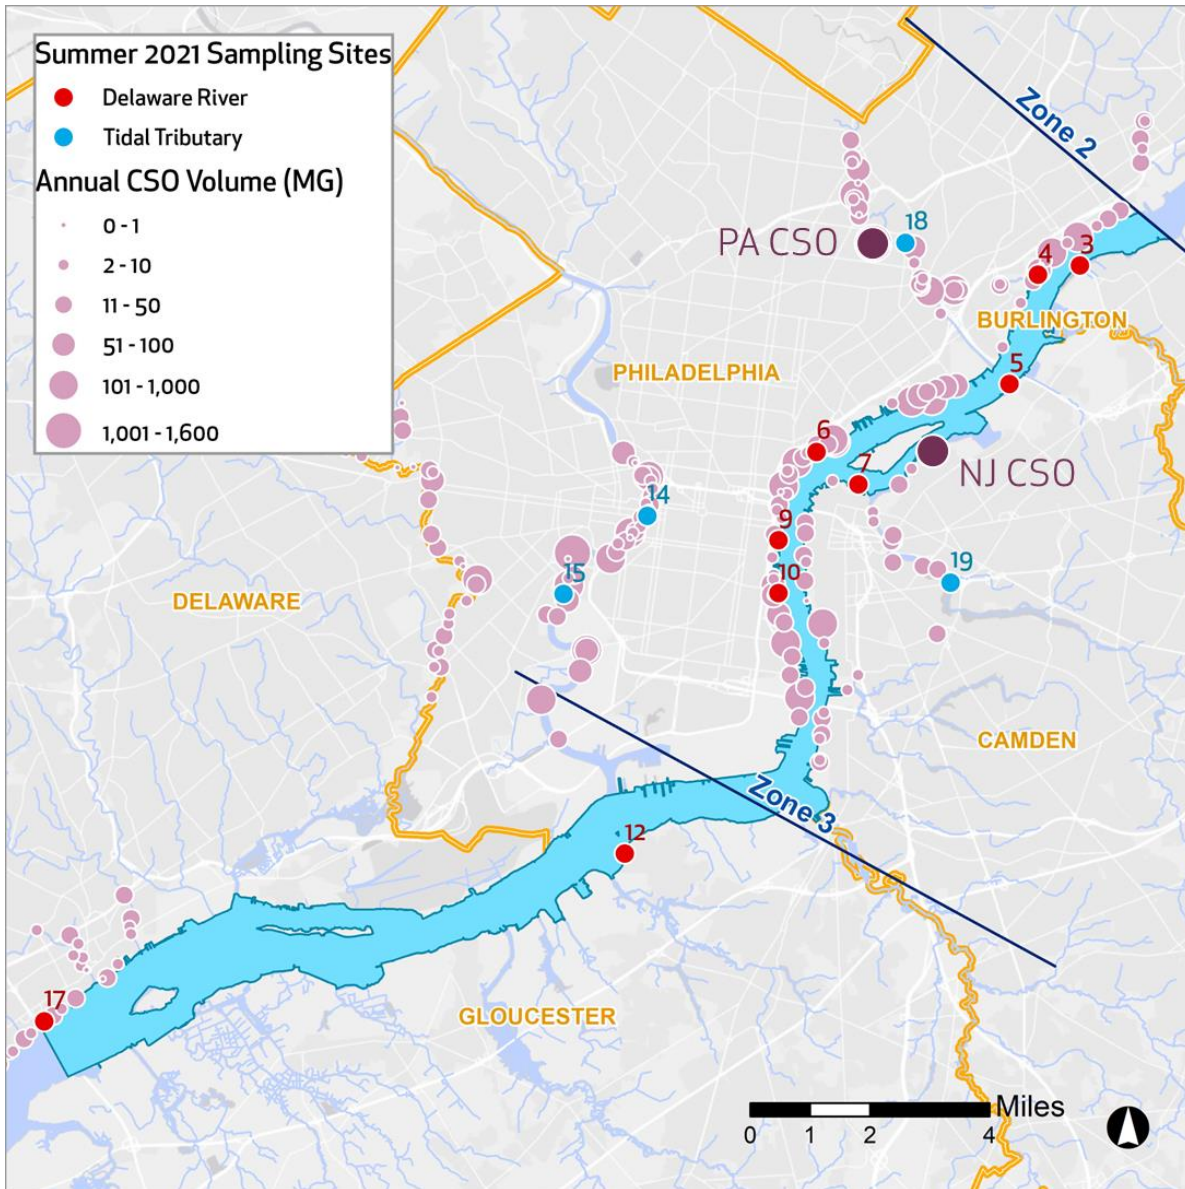 Summer 2021 Sampling Sites
Delaware River
Tidal Tributary
Annual CSO Volume (MG)
0 - 1
2 - 10
11 - 50
51 - 100
101 - 1,000
1,001 - 1,600
Zone 2
18
PA CSO
3
4
BURLINGTON
PHILADELPHIA
5
6
7
NJ CSO
14
9
19
15
10
DELAWARE
CAMDEN
Zone 3
12
17
GLOUCESTER
Miles
0 1 2 4